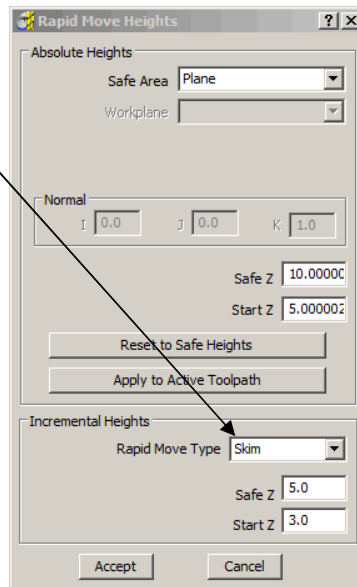 Rapid Move Heights ? X
Absolute Heights
Safe Area Plane
Workplane
Normal
I 0.0 J 0.0 K 1.0
Safe Z 10.00000
Start Z 5.000002
Reset to Safe Heights
Apply to Active Toolpath
Incremental Heights
Rapid Move Type Skim
Safe Z 5.0
Start Z 3.0
Accept Cancel